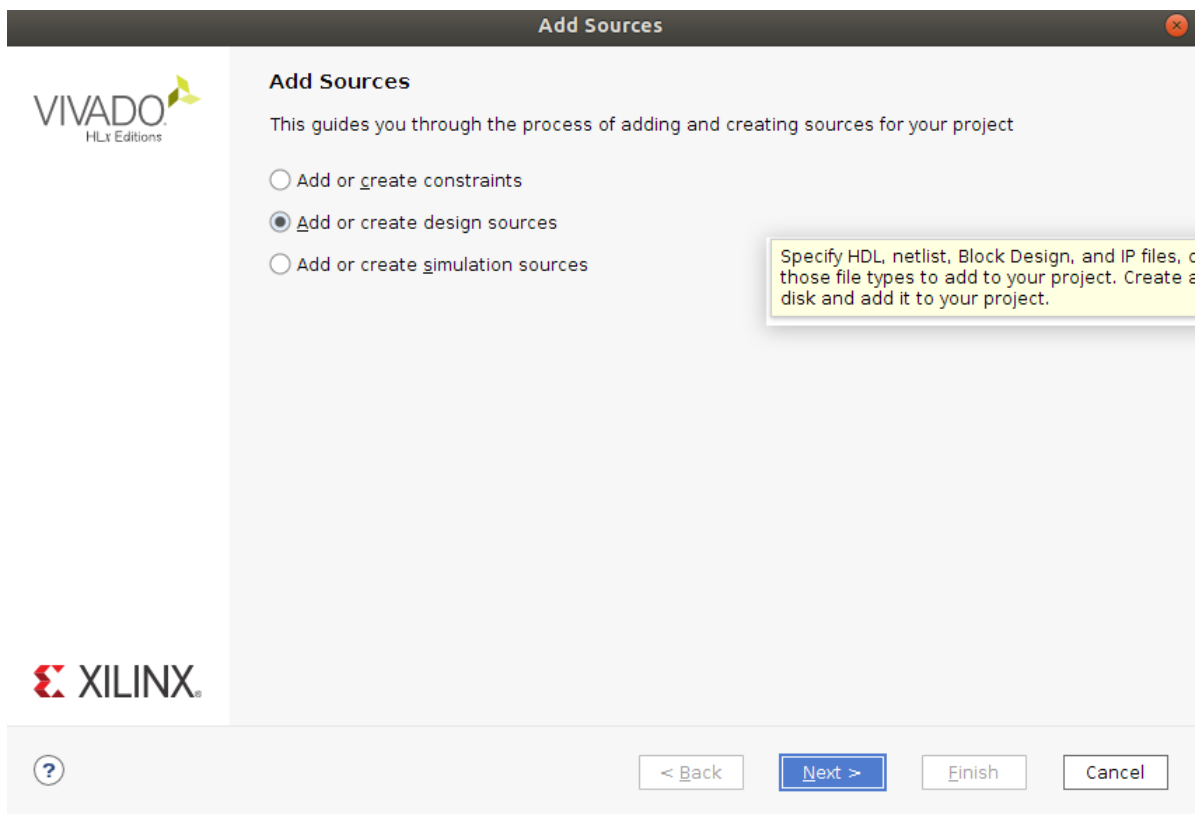 Add Sources
VIVADO.
HLx Editions
Add Sources
This guides you through the process of adding and creating sources for your project
Add or create constraints
Add or create design sources
Add or create simulation sources
Specify HDL, netlist, Block Design, and IP files,
those file types to add to your project. Create
disk and add it to your project.
XILINX.
?
< Back
Next >
Finish
Cancel